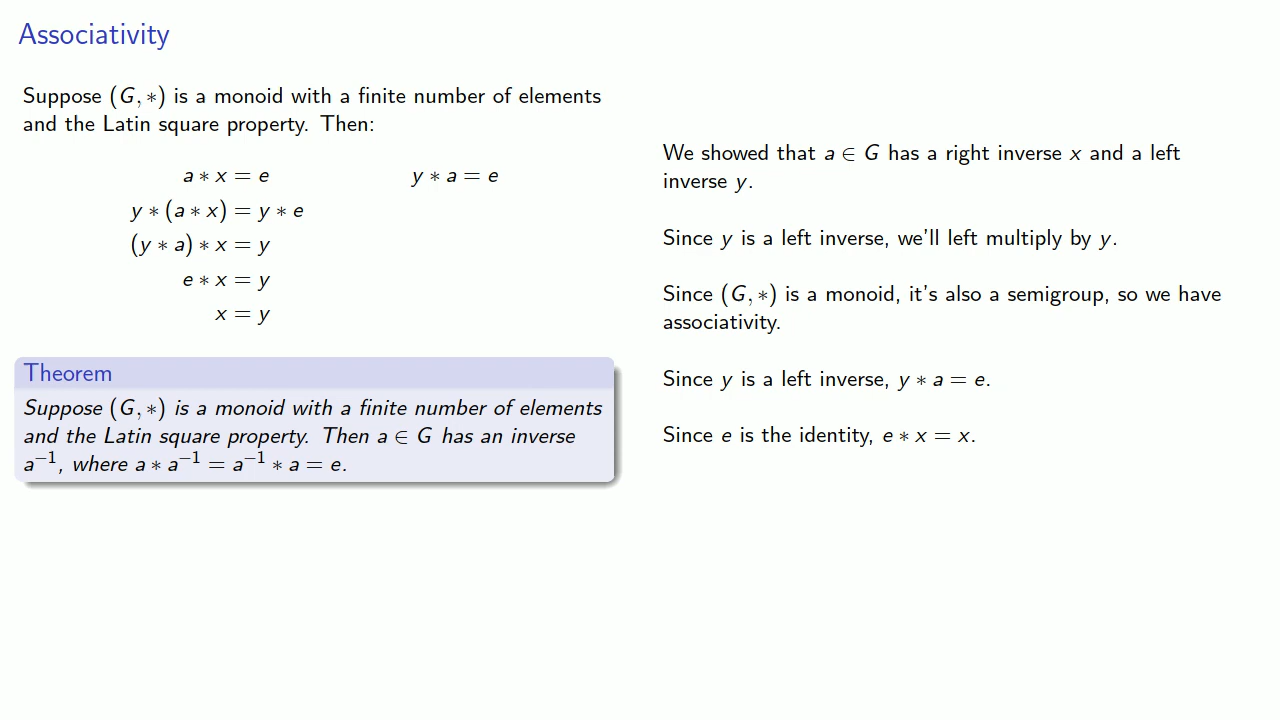 Associativity
Suppose (G, ∗) is a monoid with a finite number of elements
and the Latin square property. Then:
a ∗ x = e y ∗ a = e
y ∗ (a ∗ x) = y ∗ e
(y ∗ a) ∗ x = y
e ∗ x = y
x = y
Theorem
Suppose (G, ∗) is a monoid with a finite number of elements
and the Latin square property. Then a ∈ G has an inverse
a⁻¹, where a ∗ a⁻¹ = a⁻¹ ∗ a = e.
We showed that a ∈ G has a right inverse x and a left
inverse y.
Since y is a left inverse, we'll left multiply by y.
Since (G, ∗) is a monoid, it's also a semigroup, so we have
associativity.
Since y is a left inverse, y ∗ a = e.
Since e is the identity, e ∗ x = x.